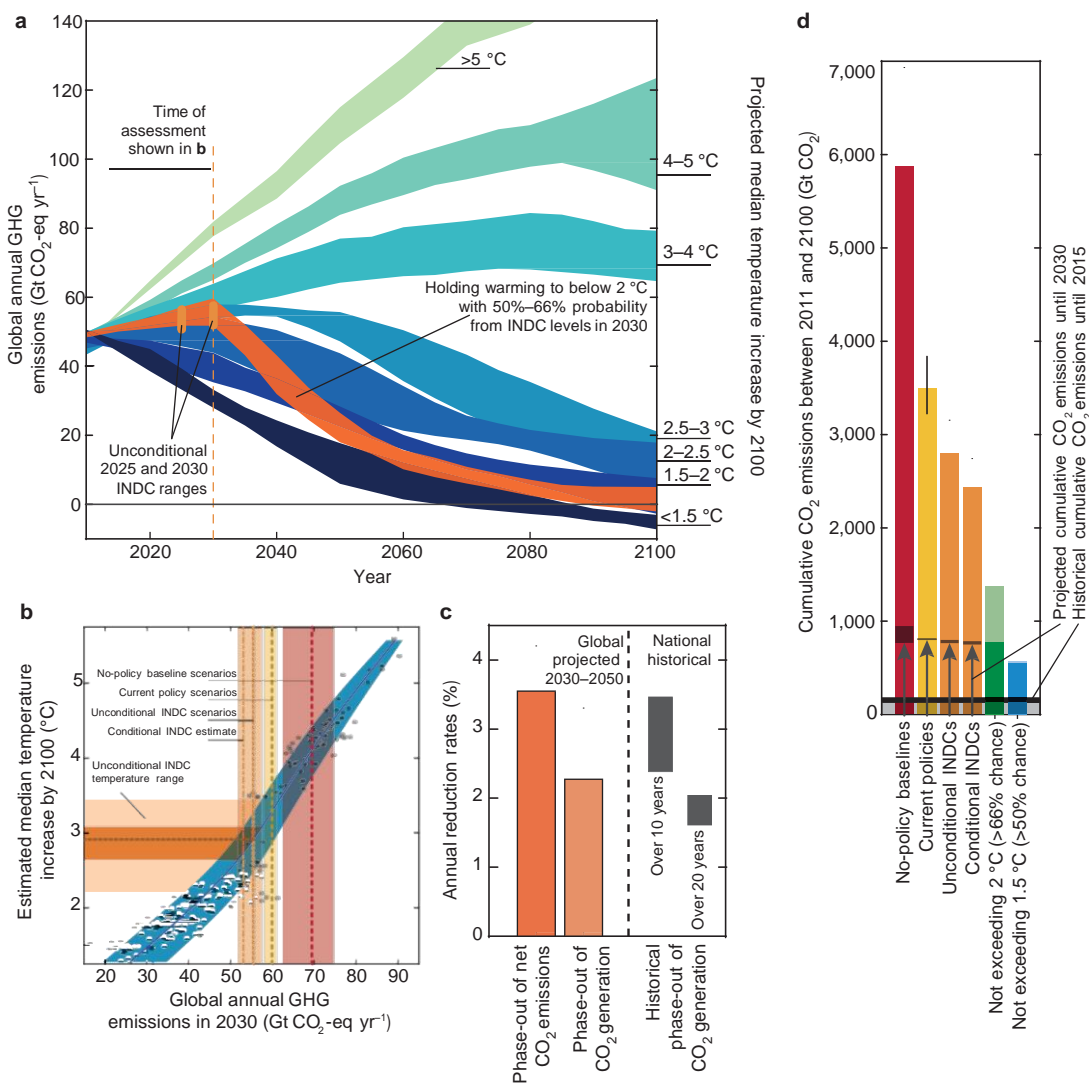 a
140
120
100
80
60
40
20
0
Global annual GHG
emissions (Gt CO2-eq yr−1)
Time of
assessment
shown in b
>5 °C
4–5 °C
3–4 °C
Holding warming to below 2 °C
with 50%–66% probability
from INDC levels in 2030
Unconditional
2025 and 2030
INDC ranges
2.5–3 °C
2–2.5 °C
1.5–2 °C
<1.5 °C
Projected median temperature increase by 2100
2020
2040
2060
2080
2100
Year
b
Estimated median temperature
increase by 2100 (°C)
5
4
3
2
No-policy baseline scenarios
Current policy scenarios
Unconditional INDC scenarios
Conditional INDC estimate
Unconditional INDC
temperature range
20
30
40
50
60
70
80
90
Global annual GHG
emissions in 2030 (Gt CO2-eq yr−1)
c
Annual reduction rates (%)
4
3
2
1
0
Global
projected
2030–2050
National
historical
Over 10 years
Over 20 years
Phase-out of net
CO2 emissions
Phase-out of
CO2 generation
Historical
phase-out of
CO2 generation
d
Cumulative CO2 emissions between 2011 and 2100 (Gt CO2)
7,000
6,000
5,000
4,000
3,000
2,000
1,000
0
Projected cumulative CO2 emissions until 2030
Historical cumulative CO2 emissions until 2015
No-policy baselines
Current policies
Unconditional INDCs
Conditional INDCs
Not exceeding 2 °C (>66% chance)
Not exceeding 1.5 °C (>50% chance)